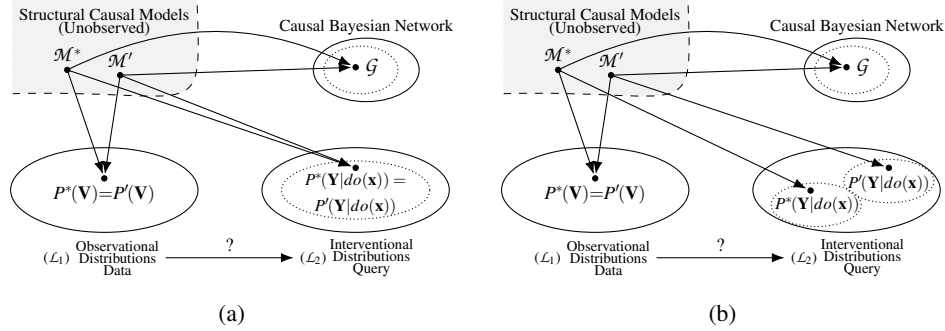 Structural Causal Models
(Unobserved)
Causal Bayesian Network
ℳ*
ℳ′
𝒢
P*(V)=P′(V)
P*(Y|do(x)) =
P′(Y|do(x))
(ℒ₁) Observational
Distributions
Data
?
(ℒ₂) Interventional
Distributions
Query
(a)
Structural Causal Models
(Unobserved)
Causal Bayesian Network
ℳ*
ℳ′
𝒢
P*(V)=P′(V)
P′(Y|do(x))
P*(Y|do(x))
(ℒ₁) Observational
Distributions
Data
?
(ℒ₂) Interventional
Distributions
Query
(b)